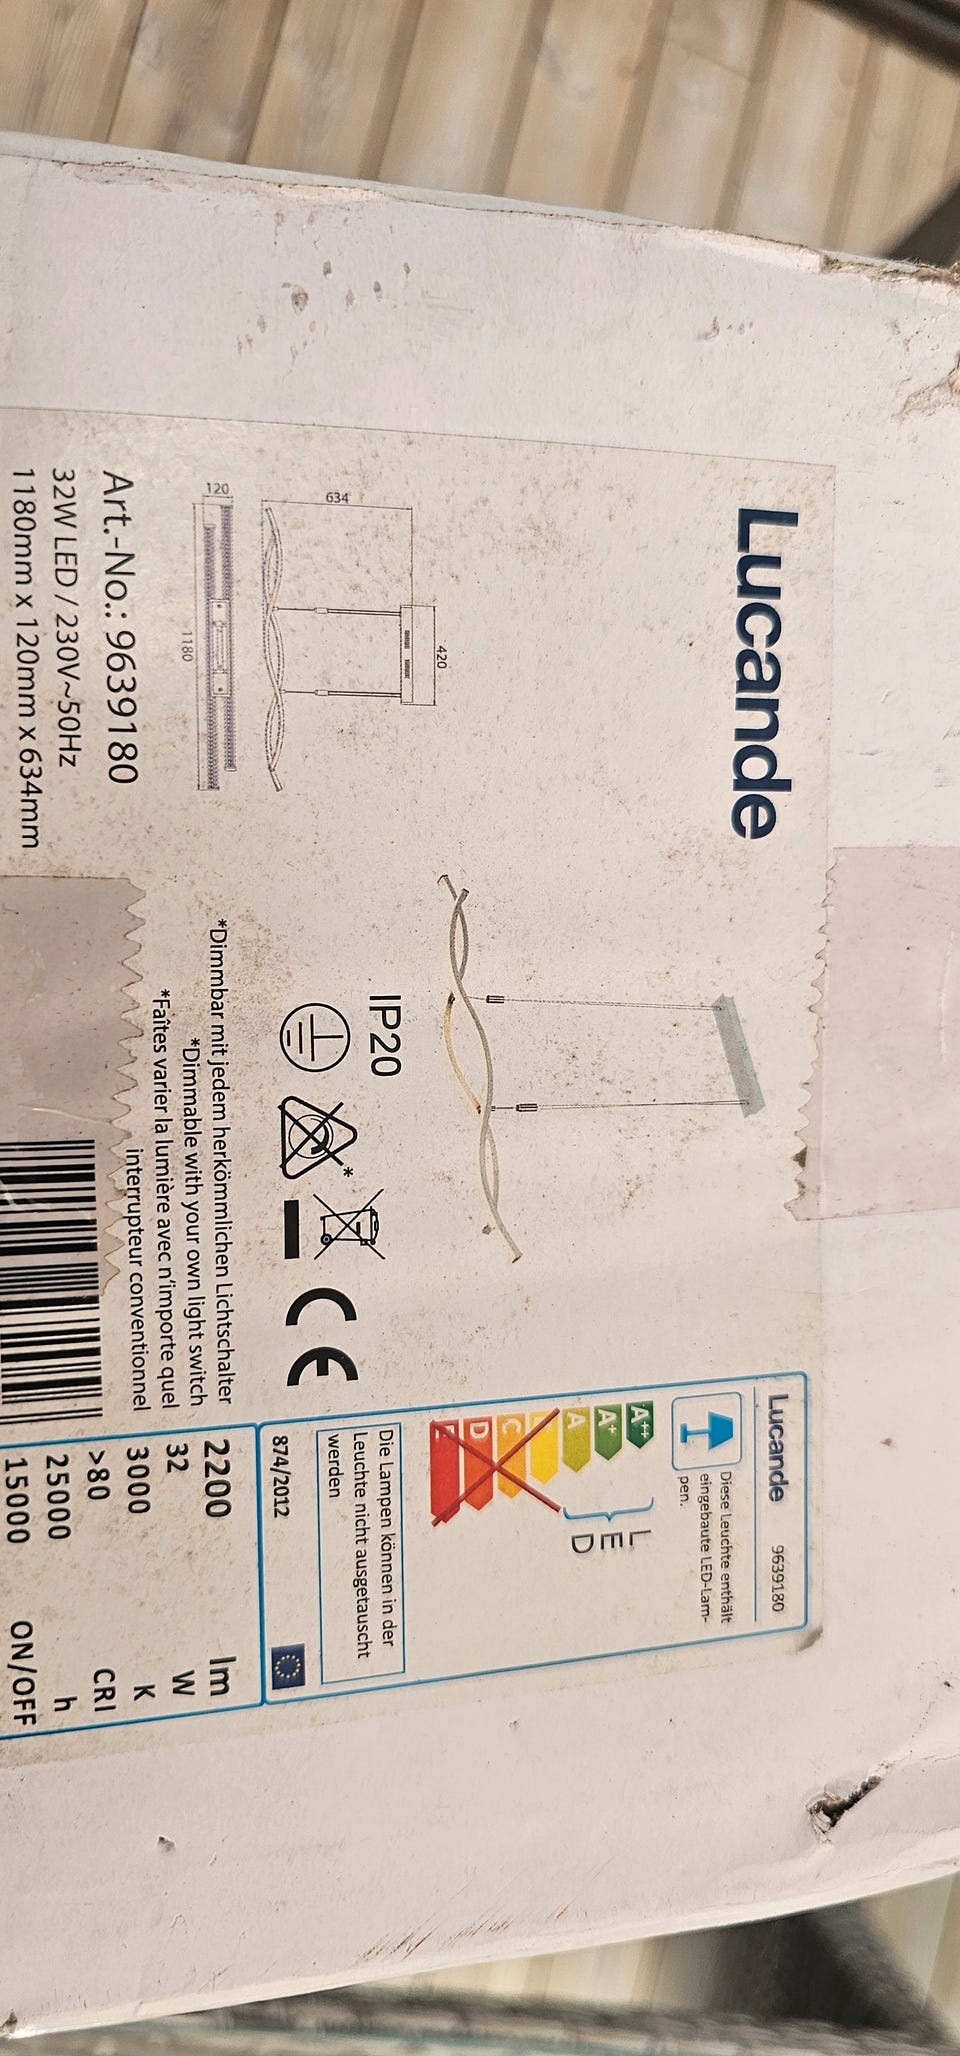 Lucande
420
634
120
1180
Art.-No.: 9639180
32W LED / 230V~50Hz
1180mm x 120mm x 634mm
IP20
*
CE
*Dimmbar mit jedem herkömmlichen Lichtschalter
*Dimmable with your own light switch
*Faîtes varier la lumière avec n'importe quel
interrupteur conventionnel
Lucande 9639180
Diese Leuchte enthält
eingebaute LED-Lam-
pen.
A++
A+
A
C
D
E
L
E
D
Die Lampen können in der
Leuchte nicht ausgetauscht
werden
874/2012
2200 lm
32 W
3000 K
>80 CRI
25000 h
15000 ON/OFF